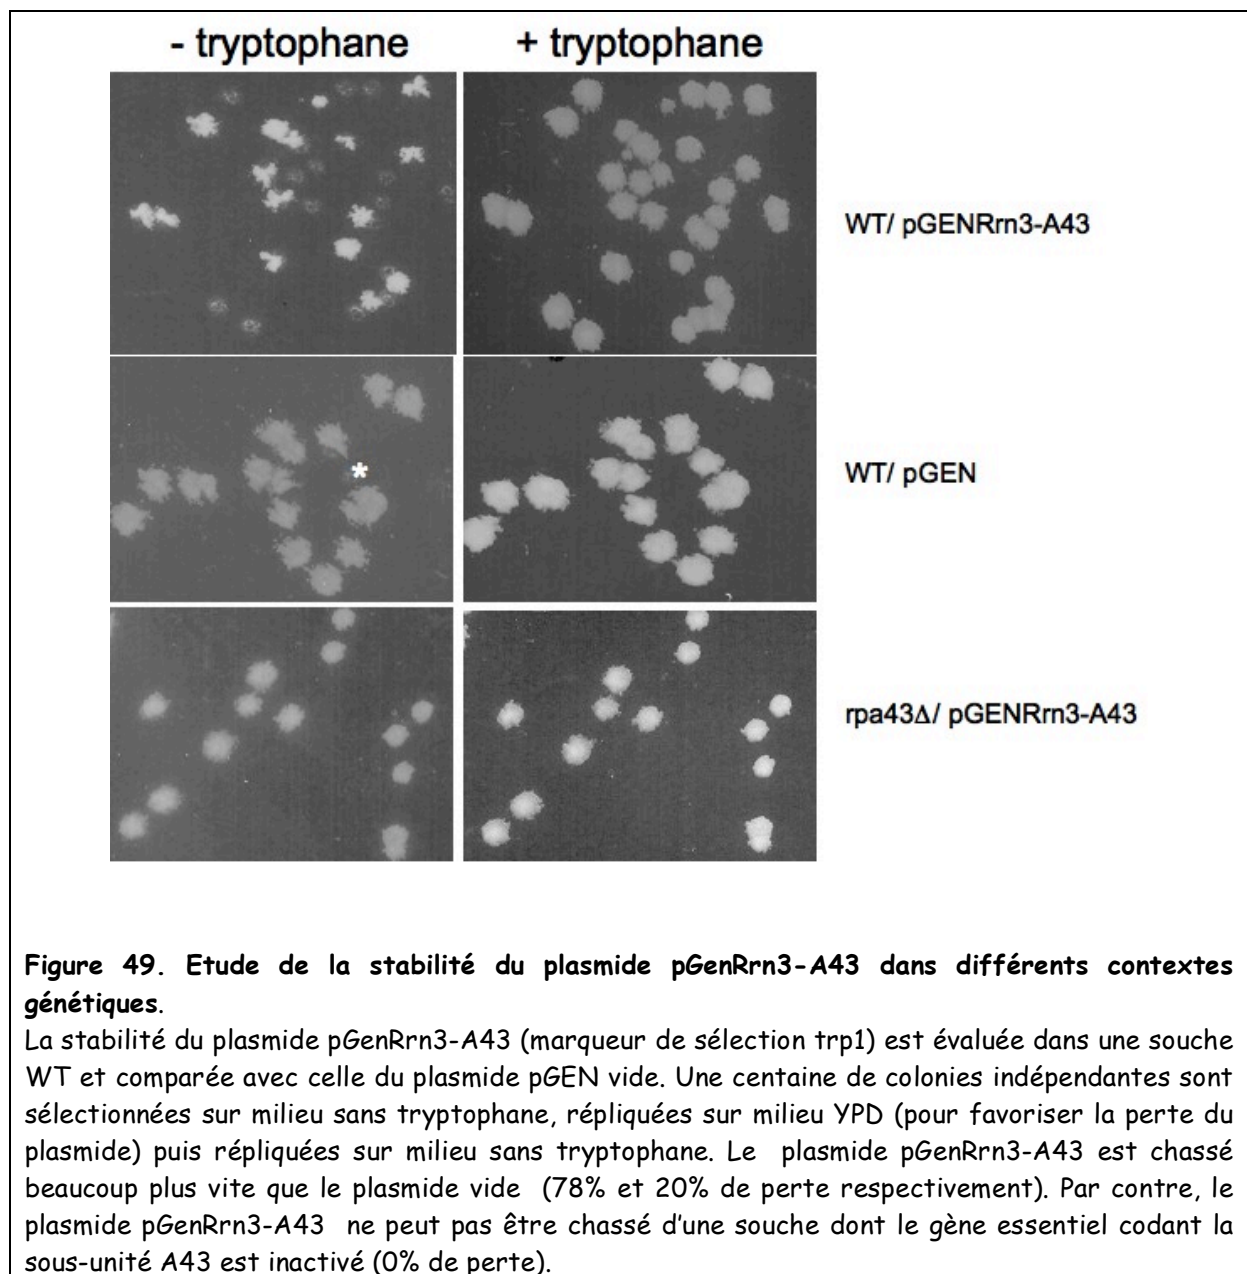 - tryptophane
+ tryptophane
WT/ pGENRrn3-A43
*
WT/ pGEN
rpa43Δ/ pGENRrn3-A43
Figure 49. Etude de la stabilité du plasmide pGenRrn3-A43 dans différents contextes
génétiques.
La stabilité du plasmide pGenRrn3-A43 (marqueur de sélection trp1) est évaluée dans une souche
WT et comparée avec celle du plasmide pGEN vide. Une centaine de colonies indépendantes sont
sélectionnées sur milieu sans tryptophane, répliquées sur milieu YPD (pour favoriser la perte du
plasmide) puis répliquées sur milieu sans tryptophane. Le plasmide pGenRrn3-A43 est chassé
beaucoup plus vite que le plasmide vide (78% et 20% de perte respectivement). Par contre, le
plasmide pGenRrn3-A43 ne peut pas être chassé d'une souche dont le gène essentiel codant la
sous-unité A43 est inactivé (0% de perte).